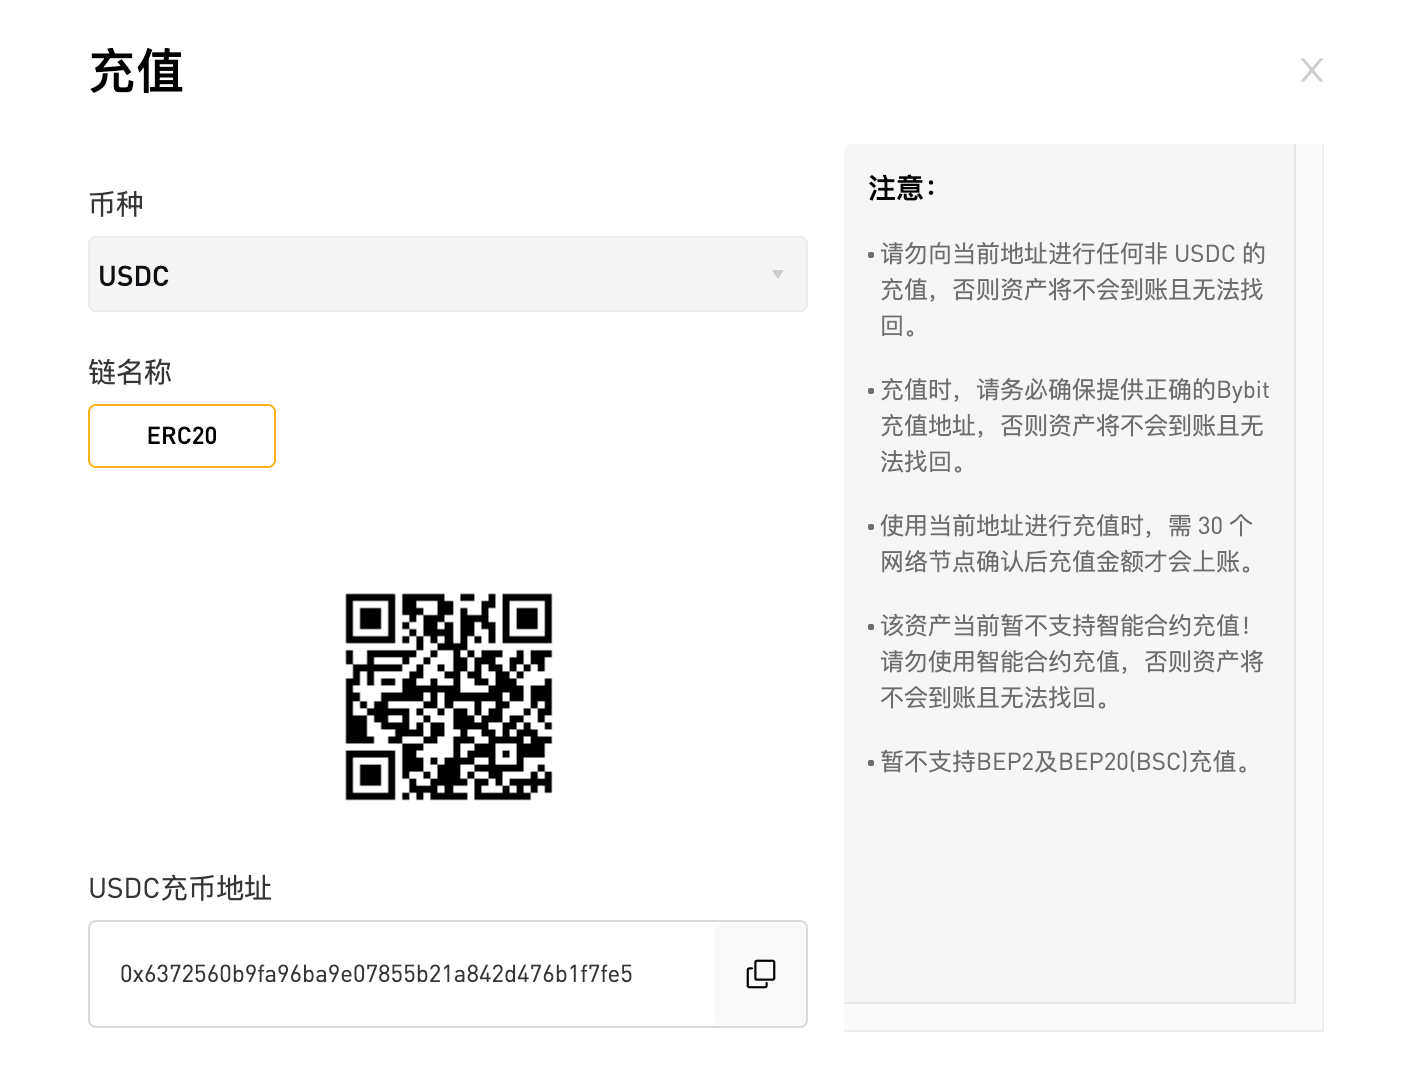 充值
币种
USDC
链名称
ERC20
USDC充币地址
0x6372560b9fa96ba9e07855b21a842d476b1f7fe5
注意：
• 请勿向当前地址进行任何非 USDC 的
充值，否则资产将不会到账且无法找
回。
• 充值时，请务必确保提供正确的Bybit
充值地址，否则资产将不会到账且无
法找回。
• 使用当前地址进行充值时，需 30 个
网络节点确认后充值金额才会上账。
• 该资产当前暂不支持智能合约充值！
请勿使用智能合约充值，否则资产将
不会到账且无法找回。
• 暂不支持BEP2及BEP20(BSC)充值。